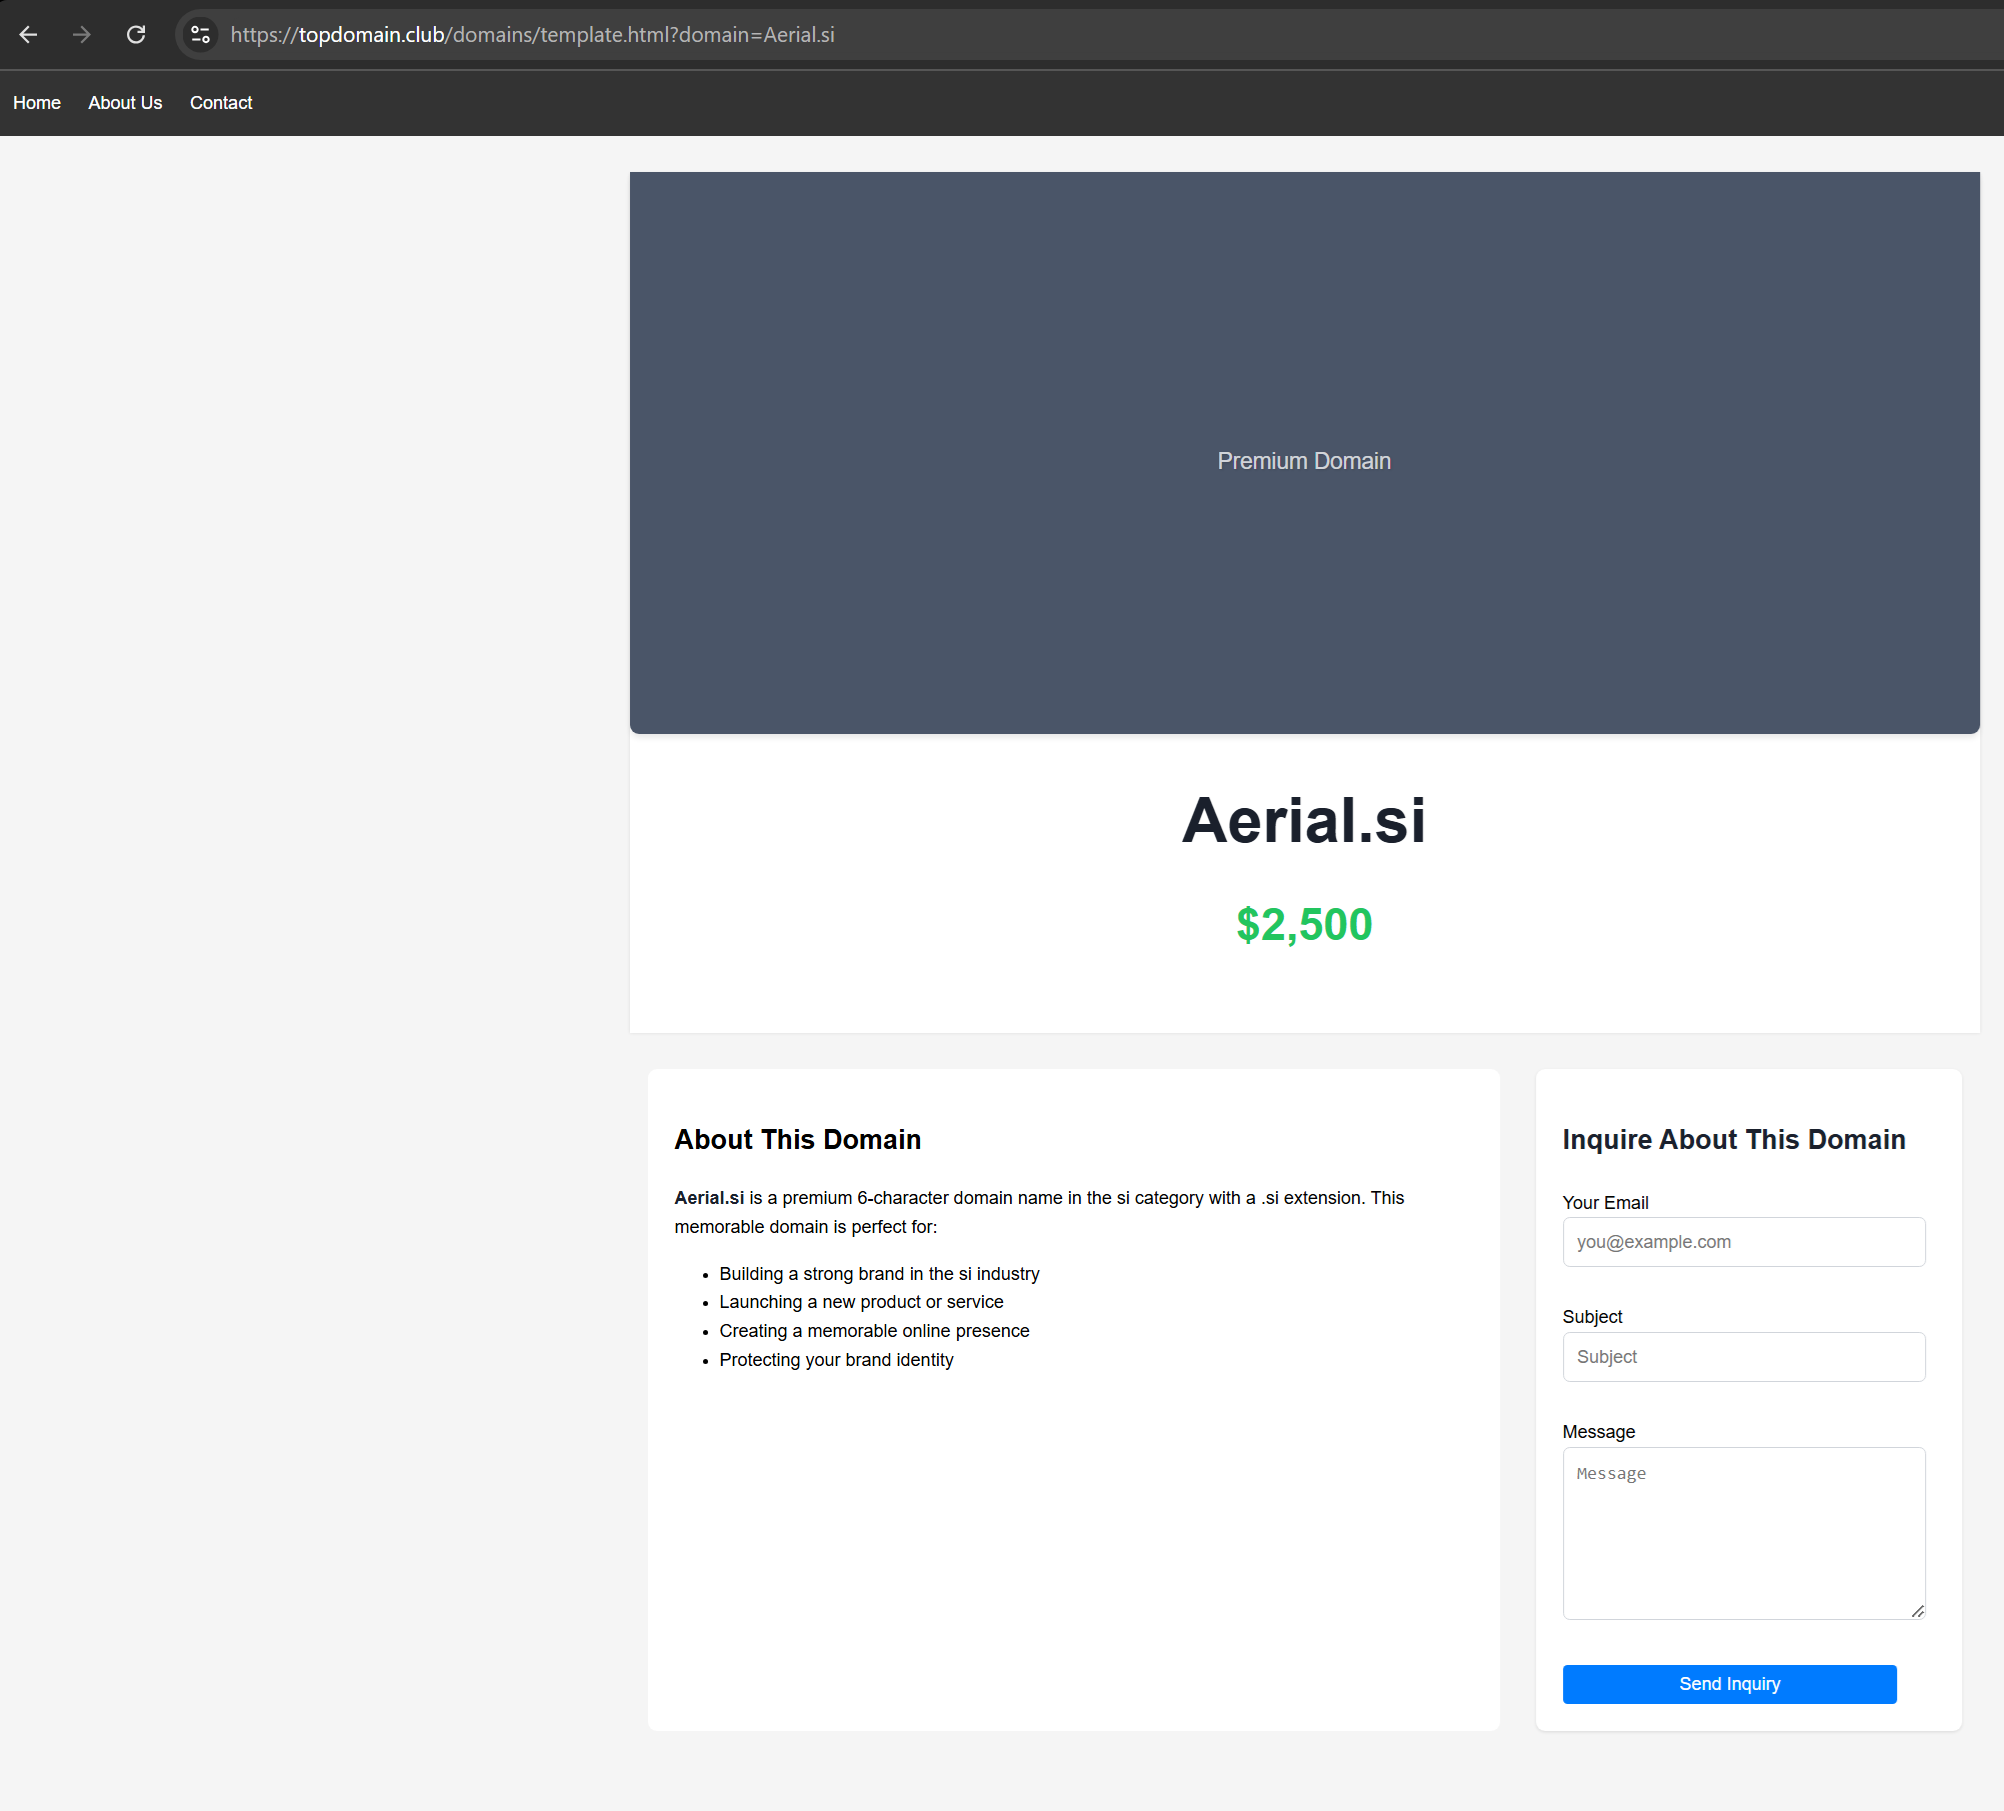 https://topdomain.club/domains/template.html?domain=Aerial.si
Home About Us Contact
Premium Domain
Aerial.si
$2,500
About This Domain
Aerial.si is a premium 6-character domain name in the si category with a .si extension. This
memorable domain is perfect for:
Building a strong brand in the si industry
Launching a new product or service
Creating a memorable online presence
Protecting your brand identity
Inquire About This Domain
Your Email
you@example.com
Subject
Subject
Message
Message
Send Inquiry